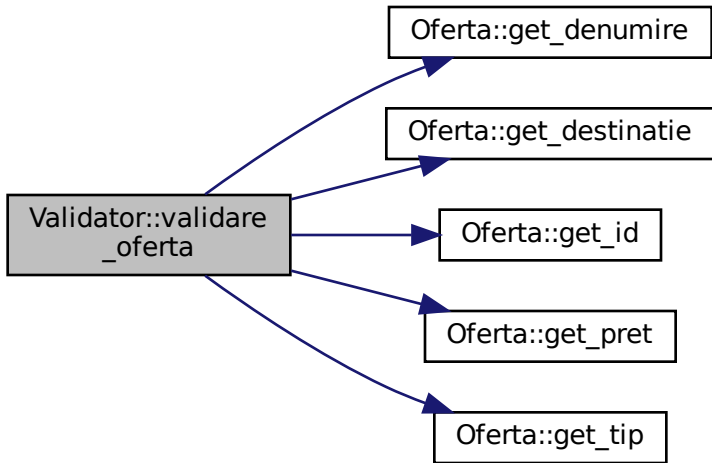 Oferta::get_denumire
Oferta::get_destinatie
Validator::validare
_oferta
Oferta::get_id
Oferta::get_pret
Oferta::get_tip